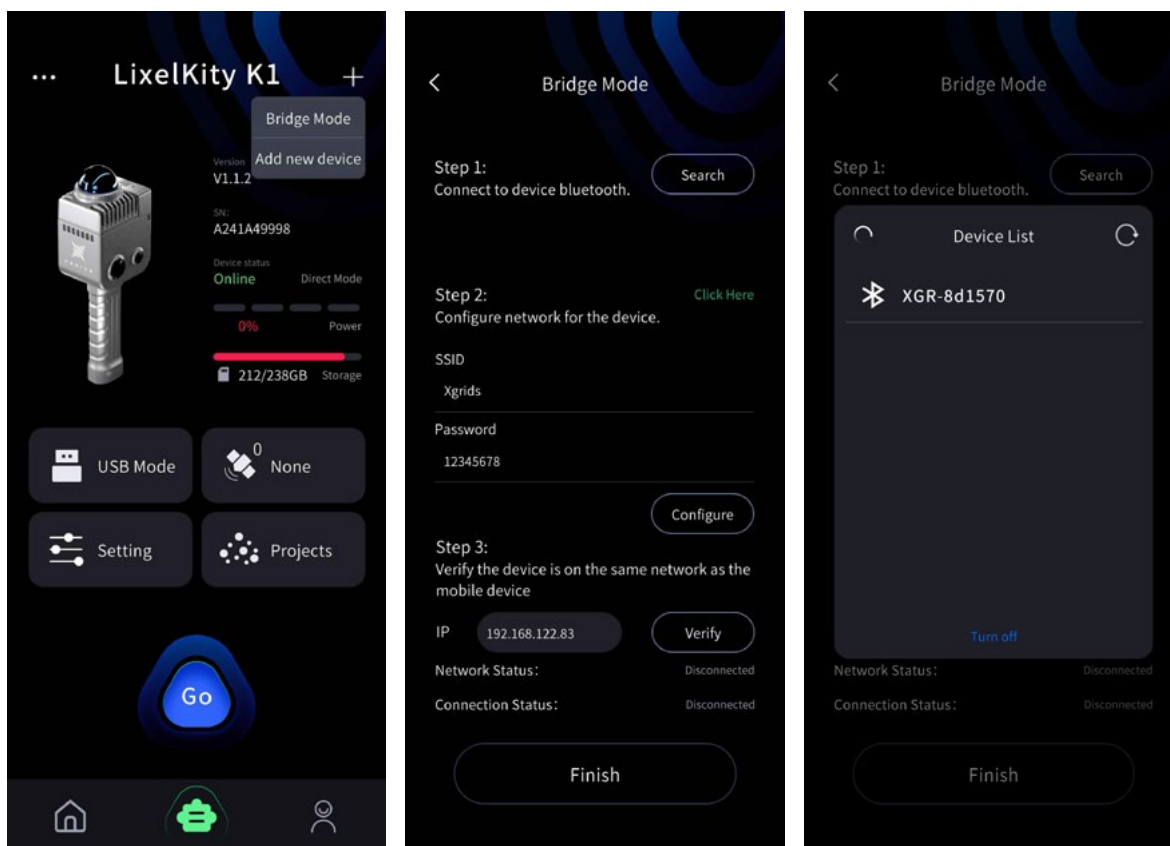 ... LixelKity K1 +
Bridge Mode
Add new device
Version
V1.1.2
SN:
A241A49998
Device status
Online Direct Mode
0% Power
212/238GB Storage
USB Mode
0
None
Setting
Projects
Go
< Bridge Mode
Step 1:
Connect to device bluetooth.
Search
Step 2:
Click Here
Configure network for the device.
SSID
Xgrids
Password
12345678
Configure
Step 3:
Verify the device is on the same network as the
mobile device
IP 192.168.122.83 Verify
Network Status: Disconnected
Connection Status: Disconnected
Finish
< Bridge Mode
Step 1:
Connect to device bluetooth.
Search
Device List
XGR-8d1570
Turn off
Network Status: Disconnected
Connection Status: Disconnected
Finish